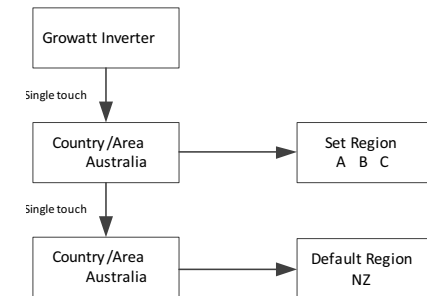 Growatt Inverter
Single touch
Country/Area
Australia
Set Region
A B C
Single touch
Country/Area
Australia
Default Region
NZ